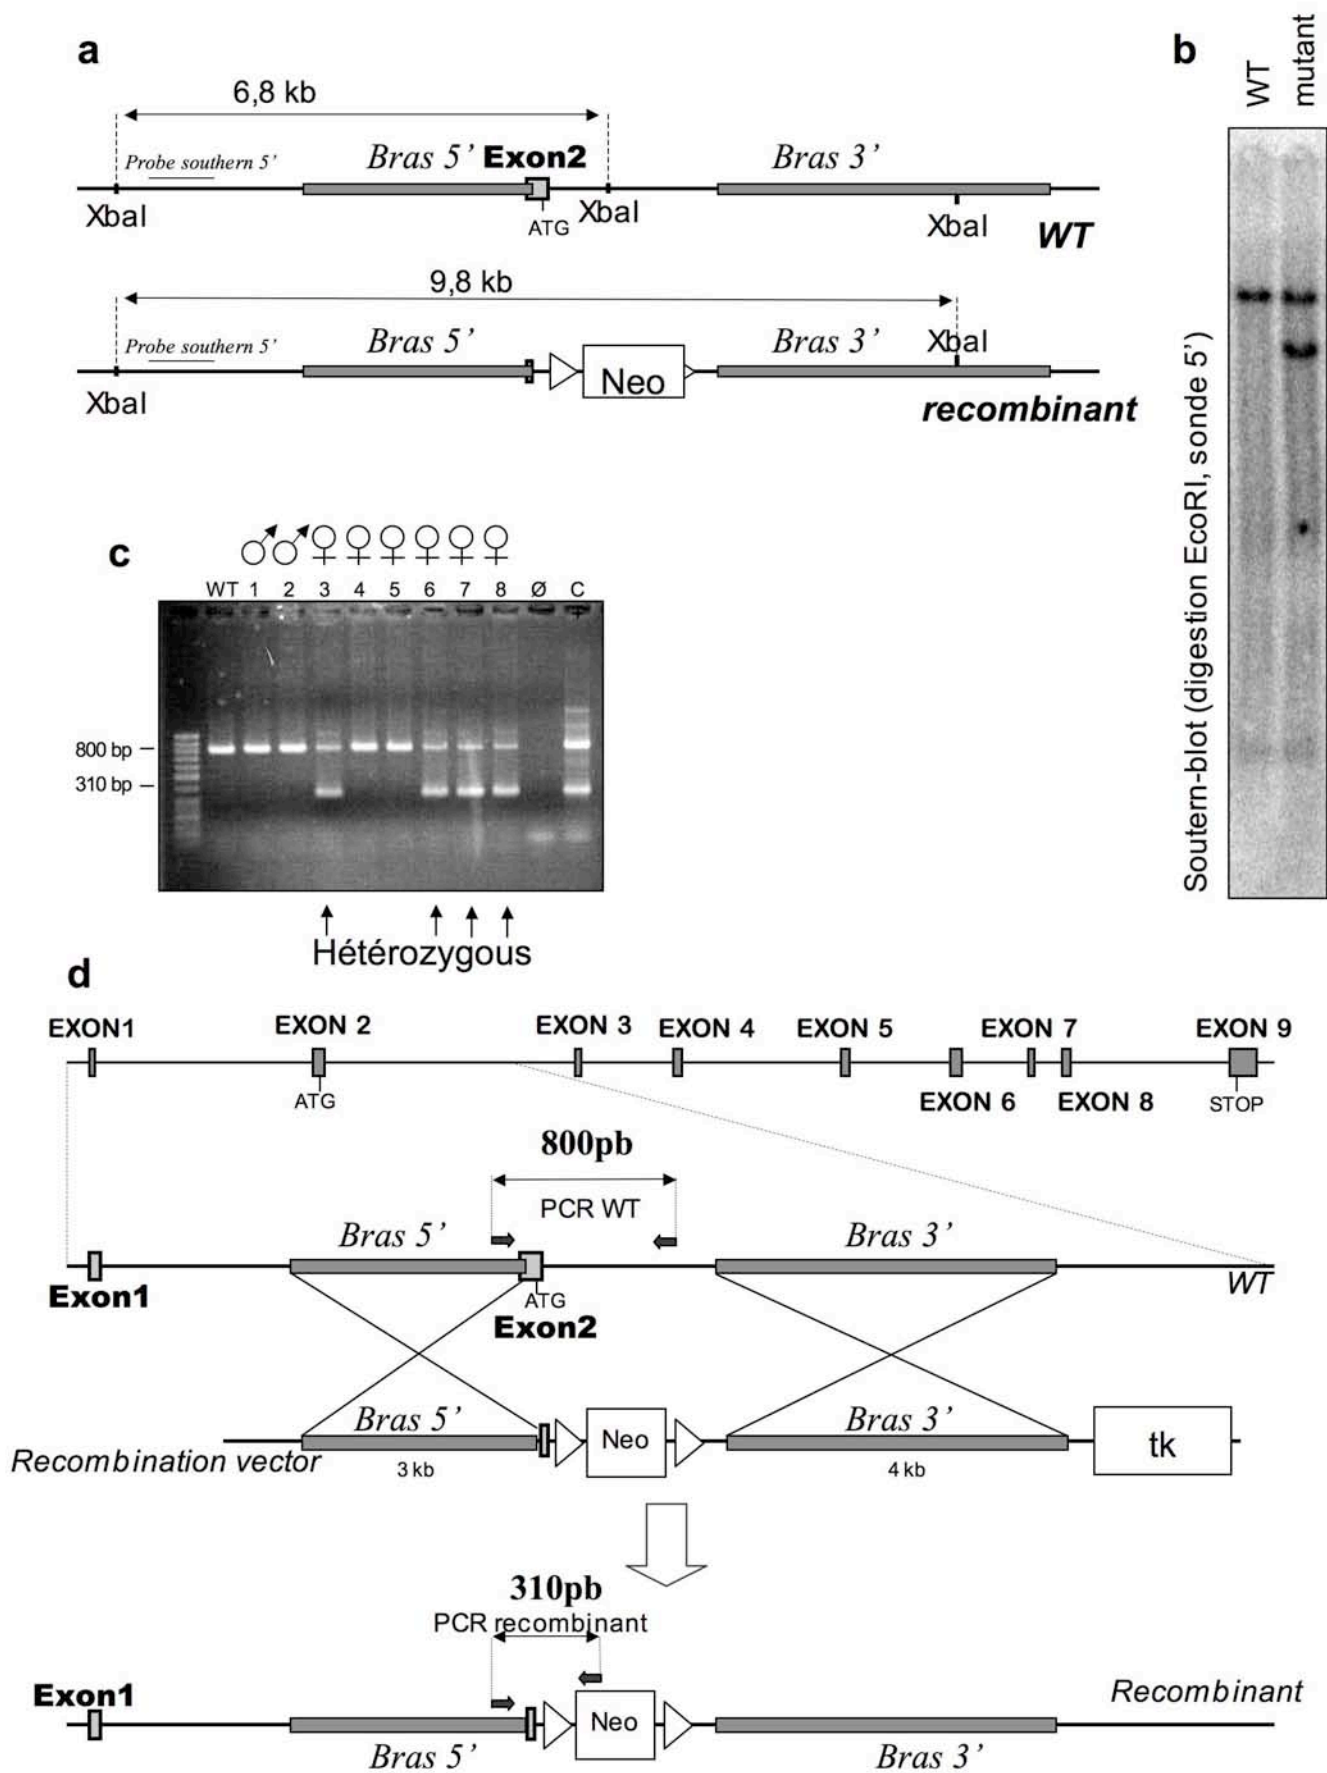 a
6,8 kb
Probe southern 5’
Bras 5’
Exon2
Bras 3’
XbaI
ATG
XbaI
XbaI
WT
9,8 kb
Probe southern 5’
Bras 5’
Bras 3’
XbaI
Neo
XbaI
recombinant
b
WT
mutant
Soutern-blot (digestion EcoRI, sonde 5’)
c
WT 1 2 3 4 5 6 7 8 Ø C
+
800 bp
310 bp
Hétérozygous
d
EXON1
EXON 2
EXON 3
EXON 4
EXON 5
EXON 7
EXON 9
ATG
EXON 6
EXON 8
STOP
800pb
PCR WT
Bras 5’
Bras 3’
Exon1
ATG
Exon2
WT
Bras 5’
Neo
Bras 3’
tk
Recombination vector
3 kb
4 kb
310pb
PCR recombinant
Exon1
Neo
Recombinant
Bras 5’
Bras 3’